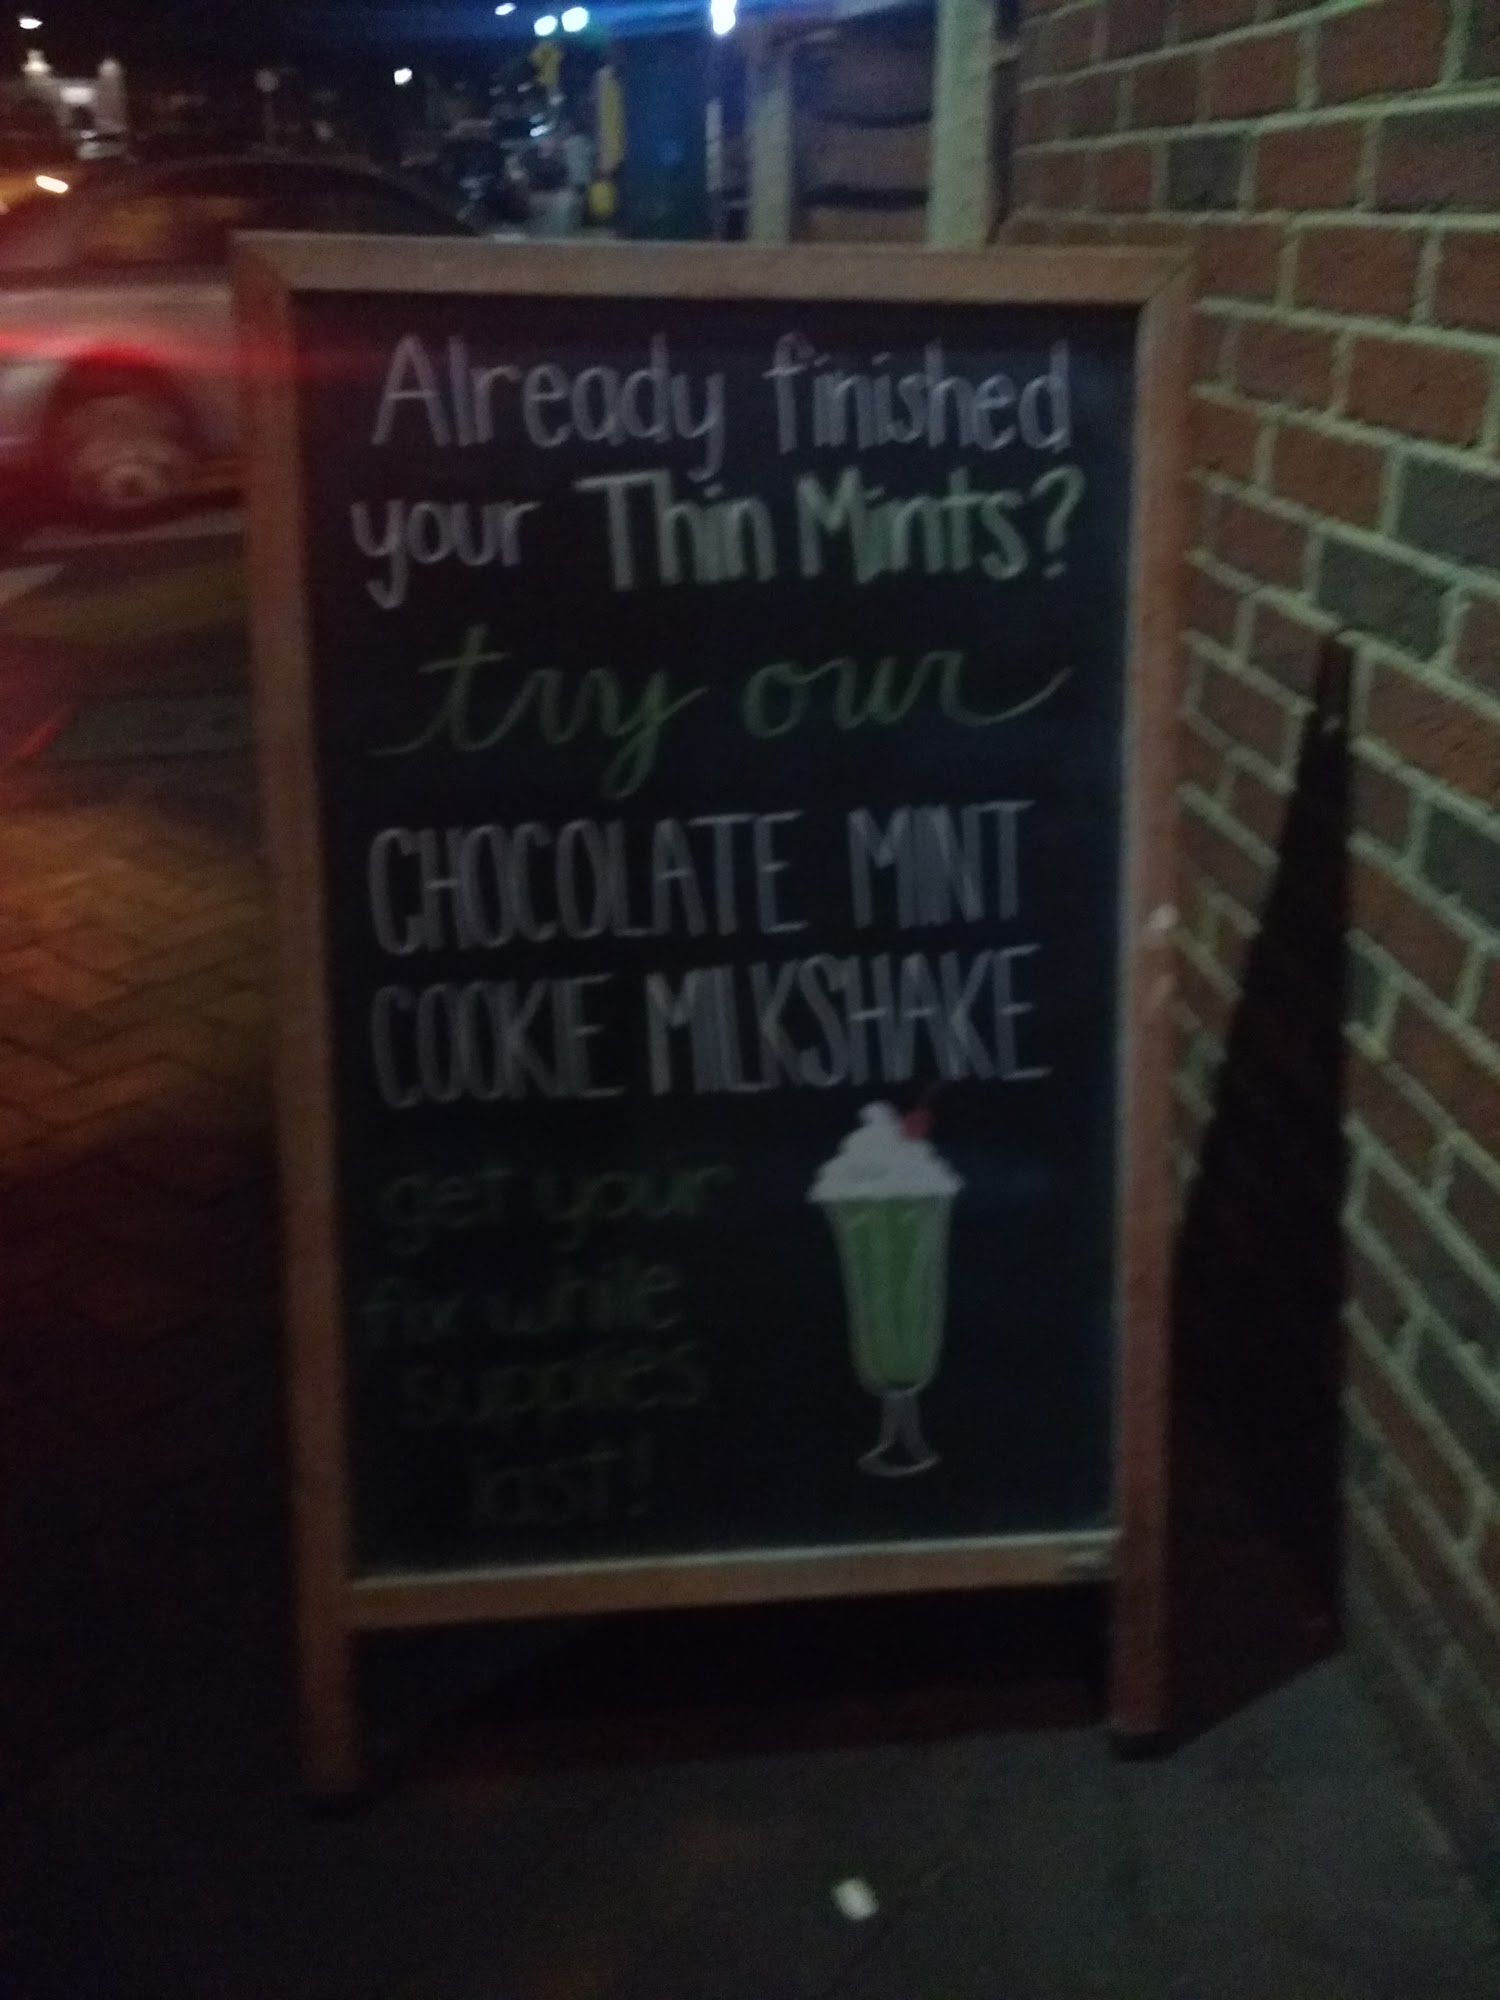 Already finished
your Thin Mints?
try our
CHOCOLATE MINT
COOKIE MILKSHAKE
get your
fix while
supplies
last!